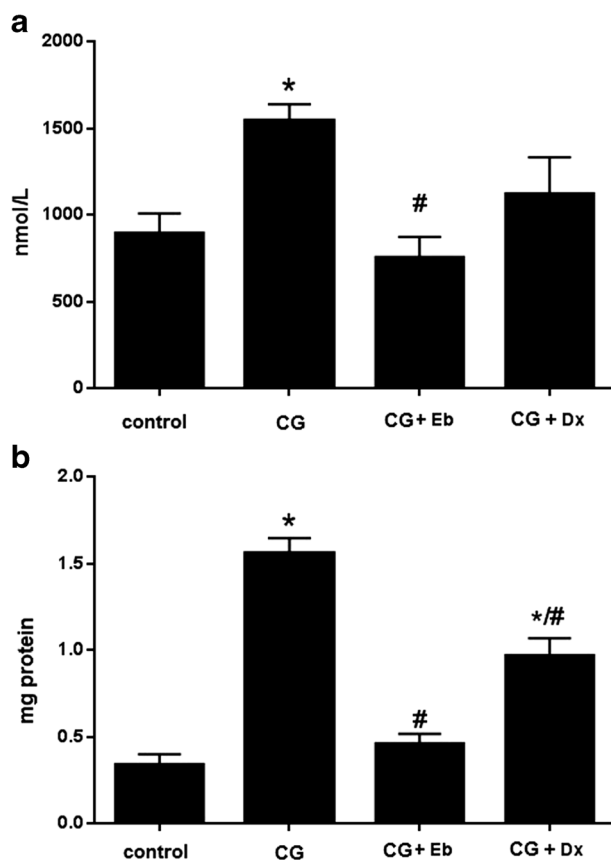 a
2000
1500
1000
500
0
nmol/L
*
#
control CG CG+ Eb CG + Dx
b
2.0
1.5
1.0
0.5
0.0
mg protein
*
#
*/#
control CG CG+ Eb CG + Dx